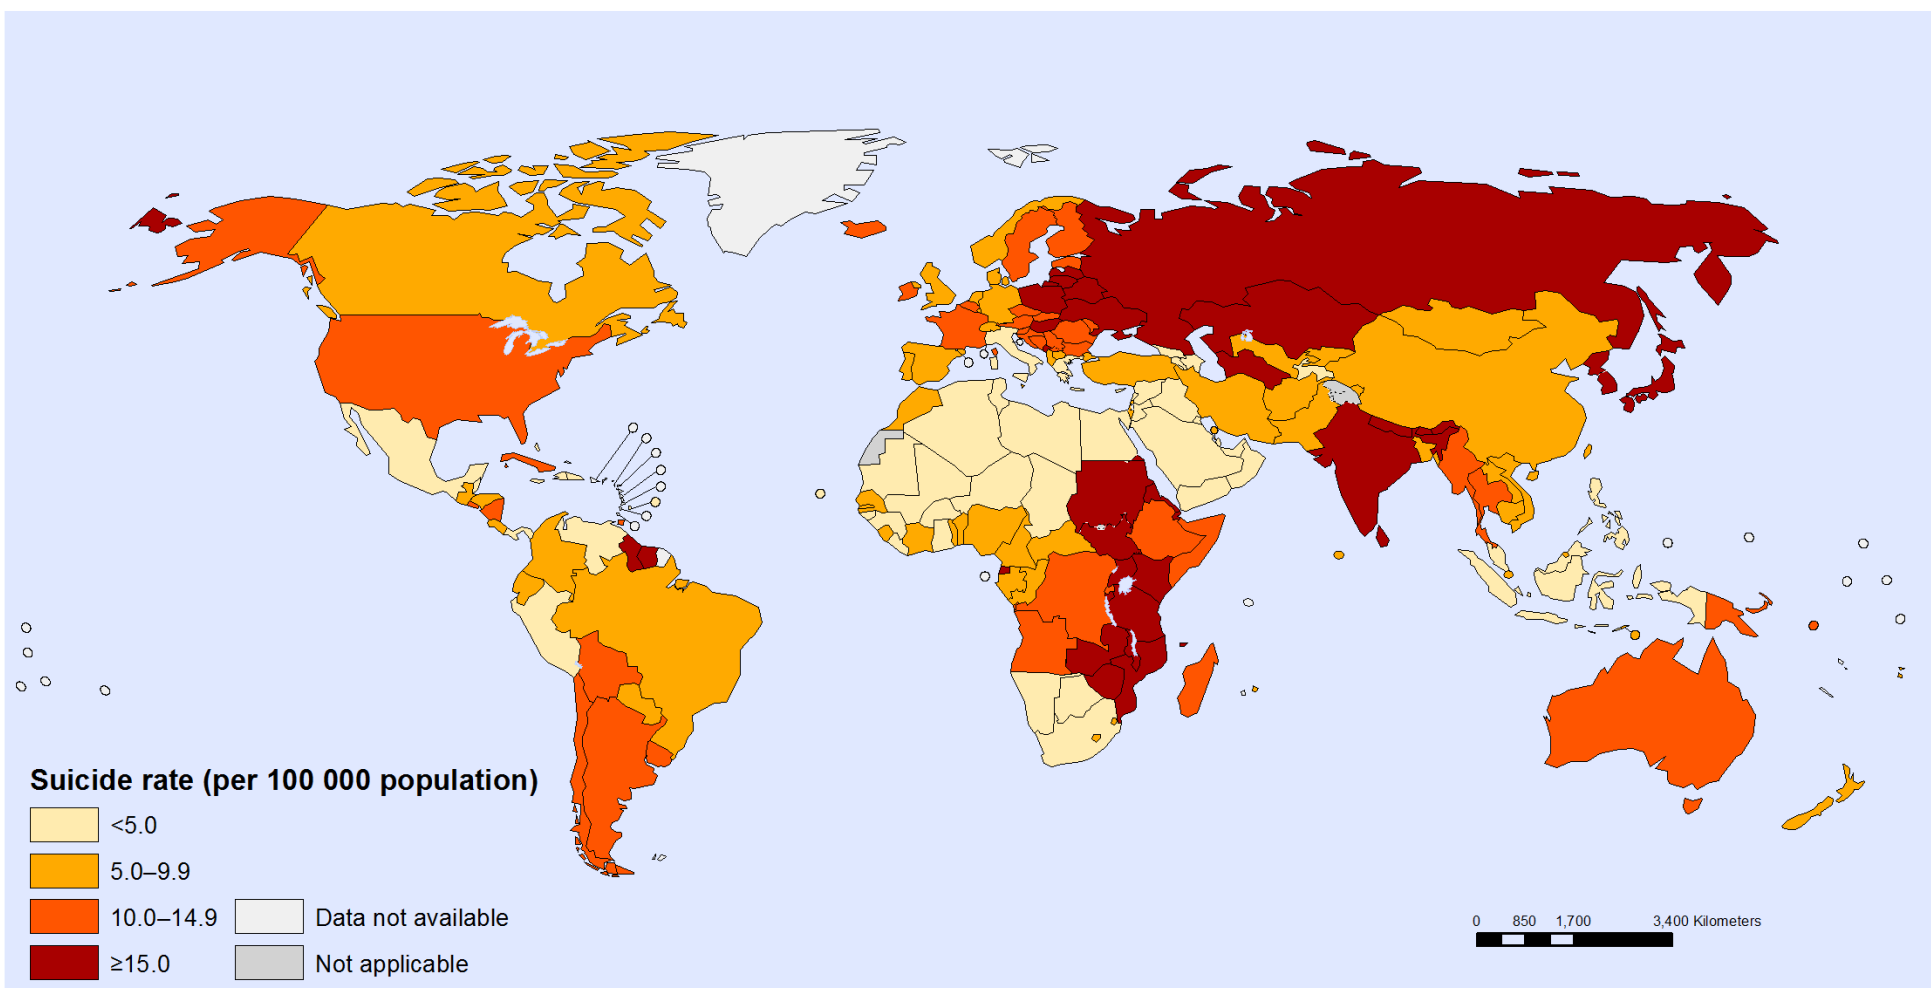 Suicide rate (per 100 000 population)
<5.0
5.0–9.9
10.0–14.9
Data not available
≥15.0
Not applicable
0 850 1,700 3,400 Kilometers